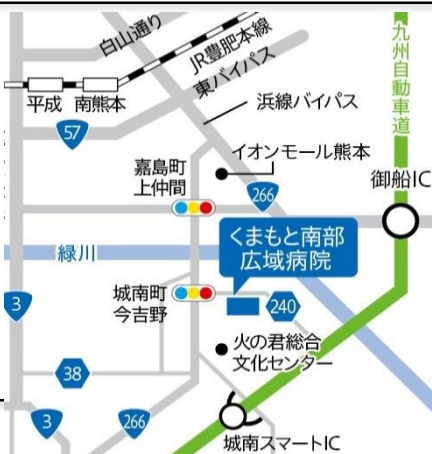 白山通り
JR豊肥本線
東バイパス
九州自動車道
平成
南熊本
浜線バイパス
57
嘉島町
上仲間
イオンモール熊本
266
御船IC
緑川
くまもと南部
広域病院
城南町
今吉野
240
3
火の君総合
文化センター
38
3
266
城南スマートIC